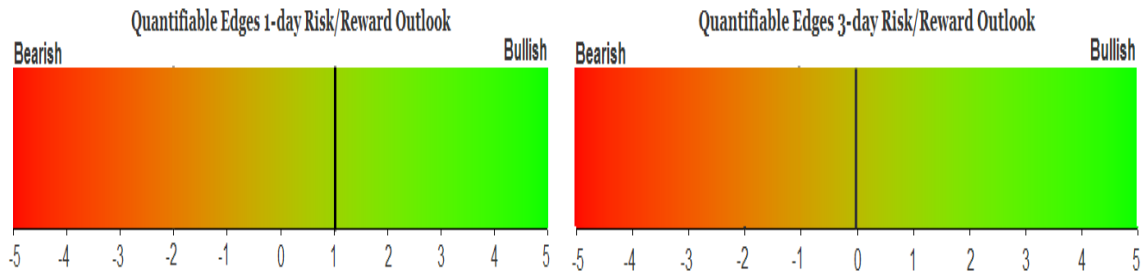 Quantifiable Edges 1-day Risk/Reward Outlook
Bearish Bullish
-5 -4 -3 -2 -1 0 1 2 3 4 5
Quantifiable Edges 3-day Risk/Reward Outlook
Bearish Bullish
-5 -4 -3 -2 -1 0 1 2 3 4 5